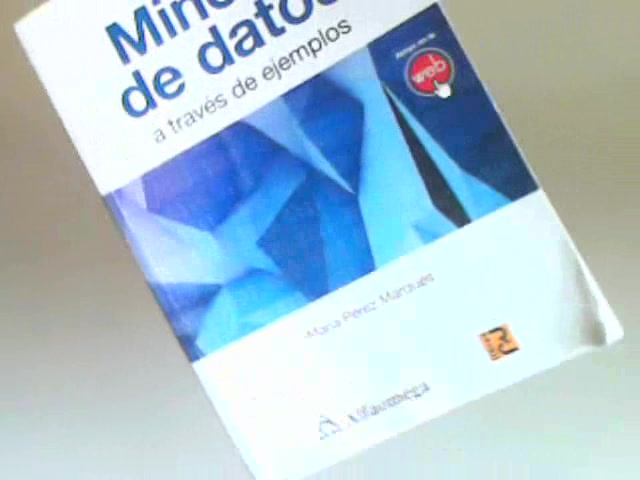 de datos
a través de ejemplos
web
María Pérez Marqués
Alfaomega